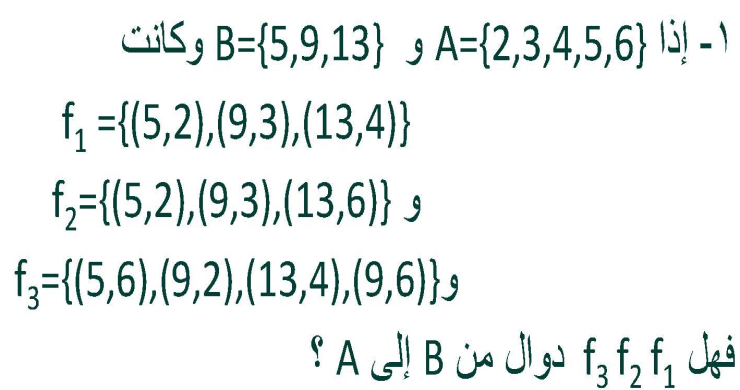 ١- إذا A={2,3,4,5,6} و B={5,9,13} وكانت
f₁ ={(5,2),(9,3),(13,4)}
و f₂={(5,2),(9,3),(13,6)}
وf₃={(5,6),(9,2),(13,4),(9,6)}
فهل f₁ f₂ f₃ دوال من B إلى A ؟